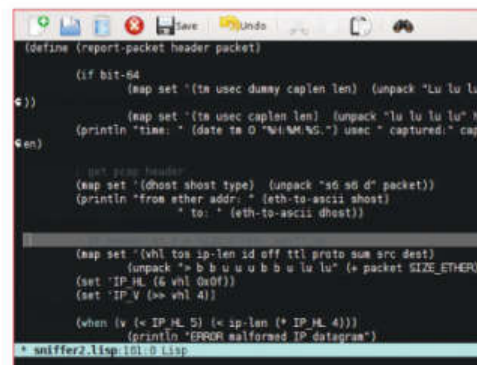 Save Undo
(define (report-packet header packet)
(if bit-64
(map set '(tm usec dummy caplen len) (unpack "Lu lu lu
))
(map set '(tm usec caplen len) (unpack "lu lu lu lu"
(println "time: " (date tm 0 "%H:%M:%S.") usec " captured:" cap
en)
; get pcap header
(map set '(dhost shost type) (unpack "s6 s6 d" packet))
(println "from ether addr: " (eth-to-ascii shost)
" to: " (eth-to-ascii dhost))
(map set '(vhl tos ip-len id off ttl proto sum src dest)
(unpack "> b b u u u b b u lu lu" (+ packet SIZE_ETHER)
(set 'IP_HL (& vhl 0x0f))
(set 'IP_V (>> vhl 4))
(when (v (< IP_HL 5) (< ip-len (* IP_HL 4)))
(println "ERROR malformed IP datagram")
* sniffer2.lisp:161:0 Lisp